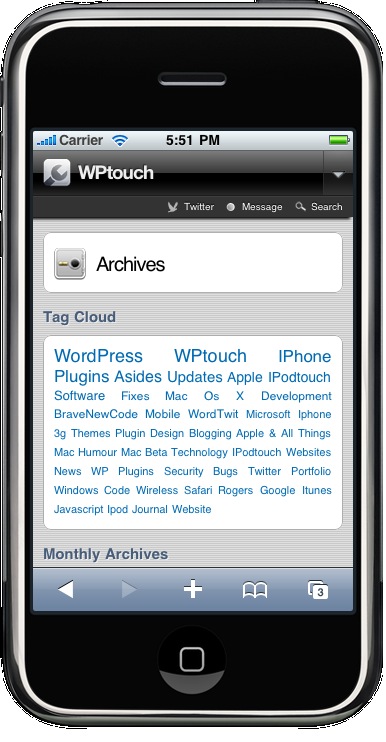 Carrier 5:51 PM
WPtouch
Twitter Message Search
Archives
Tag Cloud
WordPress WPtouch IPhone
Plugins Asides Updates Apple IPodtouch
Software Fixes Mac Os X Development
BraveNewCode Mobile WordTwit Microsoft Iphone
3g Themes Plugin Design Blogging Apple & All Things
Mac Humour Mac Beta Technology IPodtouch Websites
News WP Plugins Security Bugs Twitter Portfolio
Windows Code Wireless Safari Rogers Google Itunes
Javascript Ipod Journal Website
Monthly Archives
3